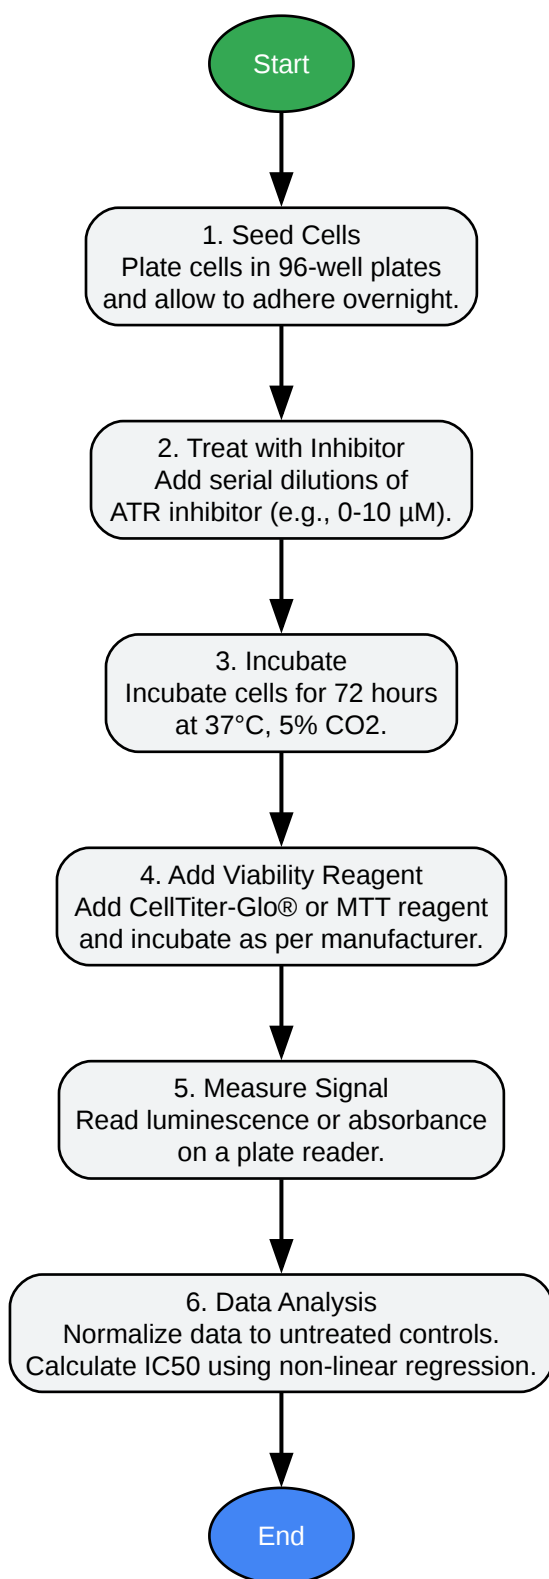 Start
1. Seed Cells
Plate cells in 96-well plates
and allow to adhere overnight.
2. Treat with Inhibitor
Add serial dilutions of
ATR inhibitor (e.g., 0-10 µM).
3. Incubate
Incubate cells for 72 hours
at 37°C, 5% CO2.
4. Add Viability Reagent
Add CellTiter-Glo® or MTT reagent
and incubate as per manufacturer.
5. Measure Signal
Read luminescence or absorbance
on a plate reader.
6. Data Analysis
Normalize data to untreated controls.
Calculate IC50 using non-linear regression.
End